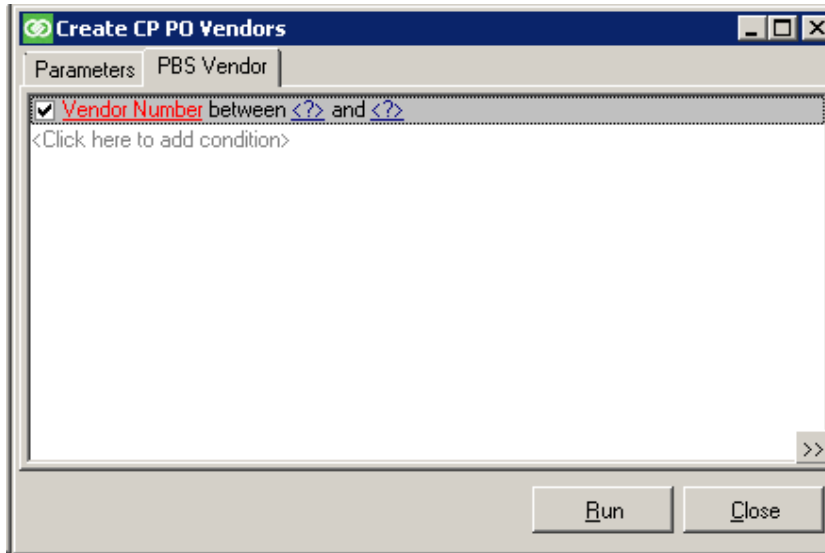 Create CP PO Vendors
Parameters PBS Vendor
Vendor Number between <?> and <?>
<Click here to add condition>
>>
Run Close